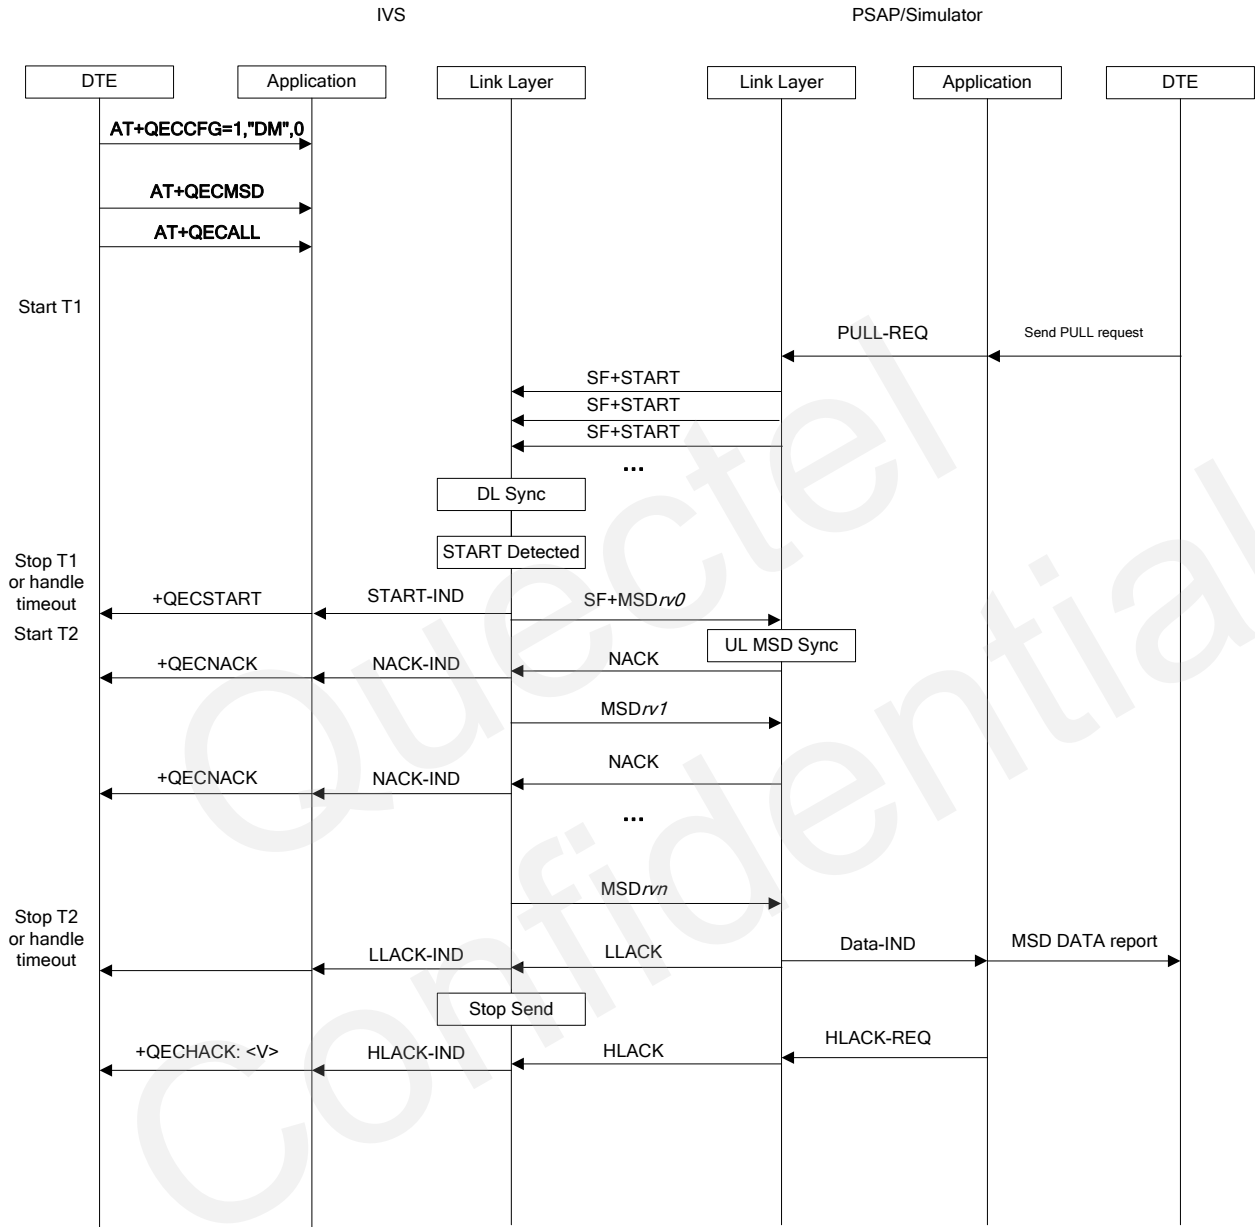 IVS
PSAP/Simulator
DTE
Application
Link Layer
Link Layer
Application
DTE
AT+QECCFG=1,"DM",0
AT+QECMSD
AT+QECALL
Start T1
PULL-REQ
Send PULL request
SF+START
SF+START
SF+START
...
DL Sync
START Detected
Stop T1
or handle
timeout
+QECSTART
START-IND
SF+MSDrv0
Start T2
UL MSD Sync
+QECNACK
NACK-IND
NACK
MSDrv1
+QECNACK
NACK-IND
NACK
...
MSDrvn
Stop T2
or handle
timeout
LLACK-IND
LLACK
Data-IND
MSD DATA report
Stop Send
+QECHACK: <V>
HLACK-IND
HLACK
HLACK-REQ
Quectel
Confidential